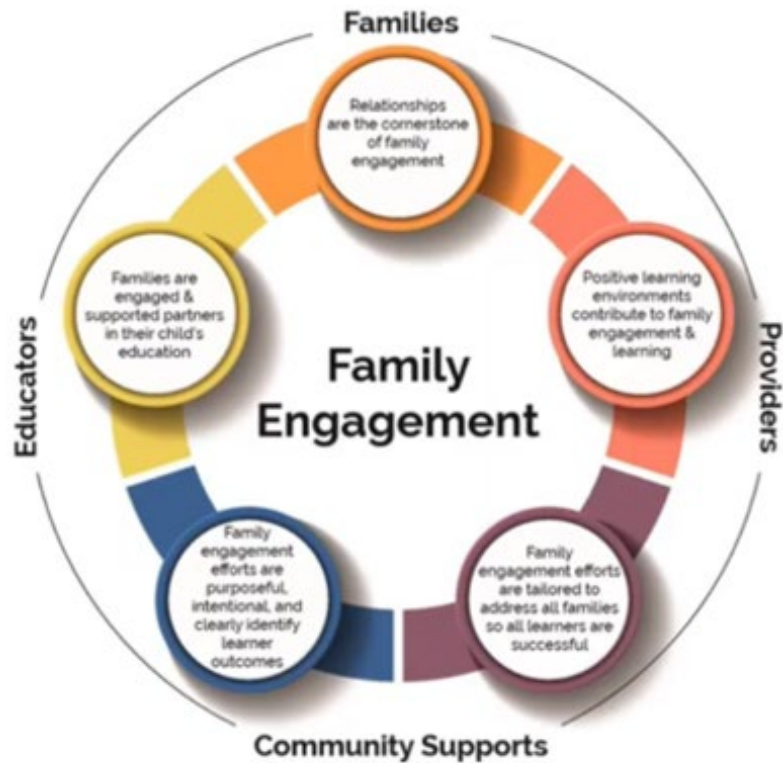 Families
Relationships
are the cornerstone
of family
engagement
Families are
engaged &
supported partners
in their child's
education
Positive learning
environments
contribute to family
engagement &
learning
Educators
Family
Engagement
Providers
Family
engagement
efforts are
purposeful,
intentional, and
clearly identify
learner
outcomes
Family
engagement efforts
are tailored to
address all families
so all learners are
successful
Community Supports